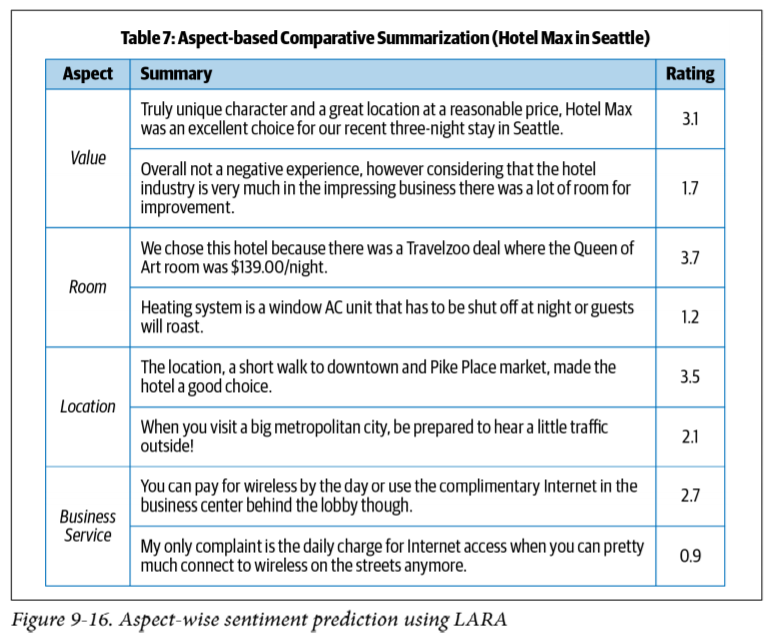 Table 7: Aspect-based Comparative Summarization (Hotel Max in Seattle)
Aspect Summary Rating
Value
Truly unique character and a great location at a reasonable price, Hotel Max
was an excellent choice for our recent three-night stay in Seattle.
3.1
Overall not a negative experience, however considering that the hotel
industry is very much in the impressing business there was a lot of room for
improvement.
1.7
Room
We chose this hotel because there was a Travelzoo deal where the Queen of
Art room was $139.00/night.
3.7
Heating system is a window AC unit that has to be shut off at night or guests
will roast.
1.2
Location
The location, a short walk to downtown and Pike Place market, made the
hotel a good choice.
3.5
When you visit a big metropolitan city, be prepared to hear a little traffic
outside!
2.1
Business
Service
You can pay for wireless by the day or use the complimentary Internet in the
business center behind the lobby though.
2.7
My only complaint is the daily charge for Internet access when you can pretty
much connect to wireless on the streets anymore.
0.9
Figure 9-16. Aspect-wise sentiment prediction using LARA